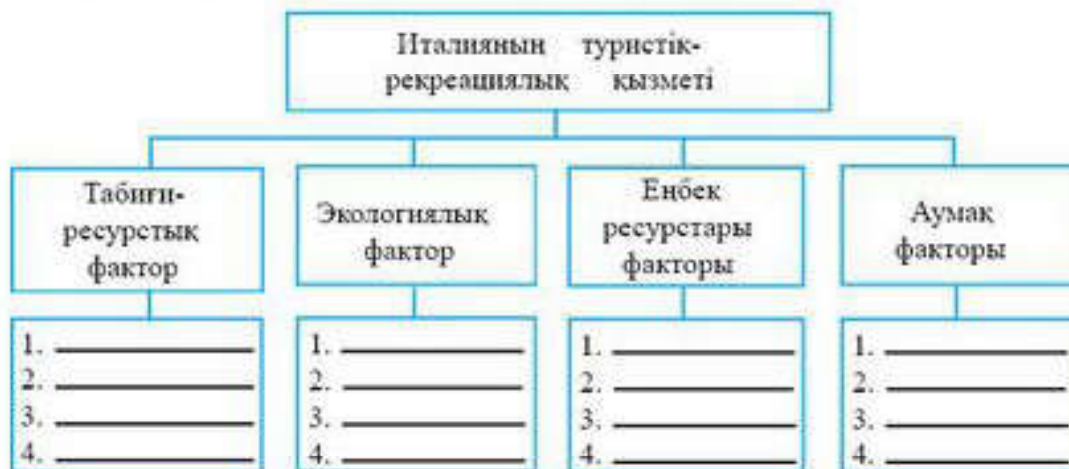 Италияның туристік-
рекреациялық қызметі
Табиғи-
ресурстық
фактор
Экологиялық
фактор
Еңбек
ресурстары
факторы
Аумақ
факторы
1.
2.
3.
4.
1.
2.
3.
4.
1.
2.
3.
4.
1.
2.
3.
4.